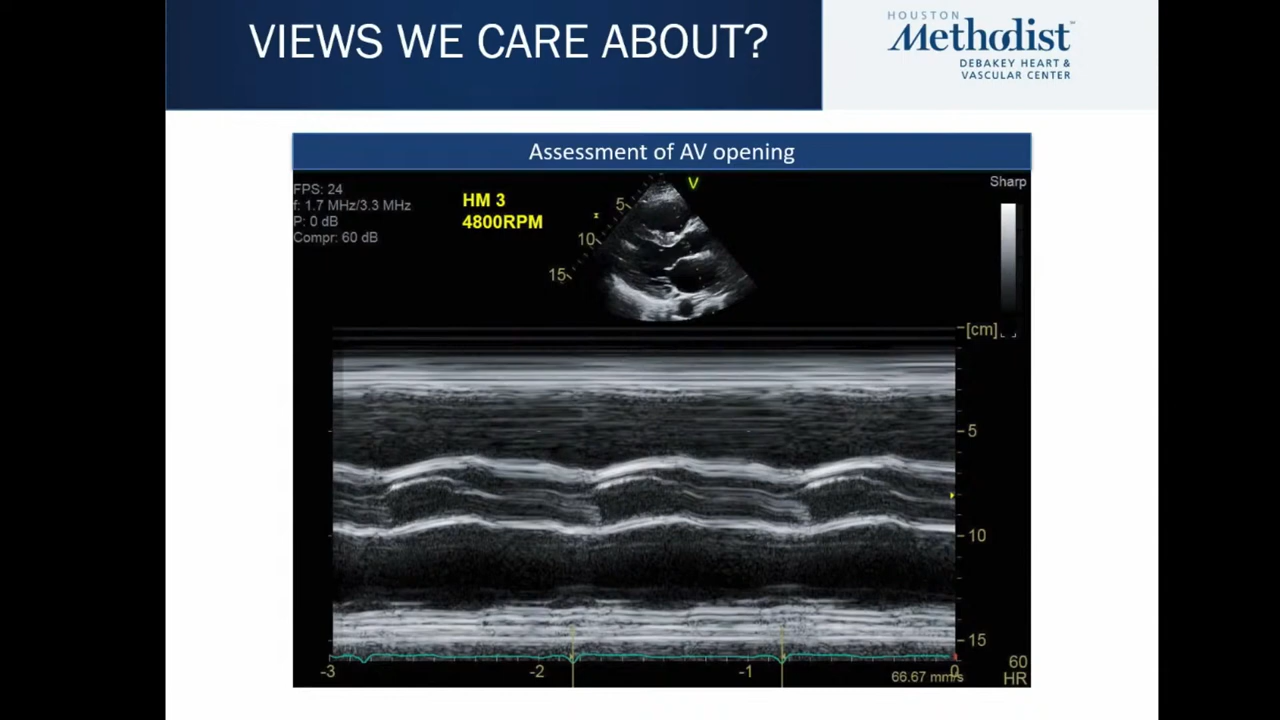 VIEWS WE CARE ABOUT?
HOUSTON
Methodist
DEBAKEY HEART &
VASCULAR CENTER
Assessment of AV opening
FPS: 24
f: 1.7 MHz/3.3 MHz
P: 0 dB
Compr: 60 dB
HM 3
4800RPM
V
Sharp
5
10
15
[cm]
5
10
15
-3
-2
-1
0
66.67 mm/s
60
HR